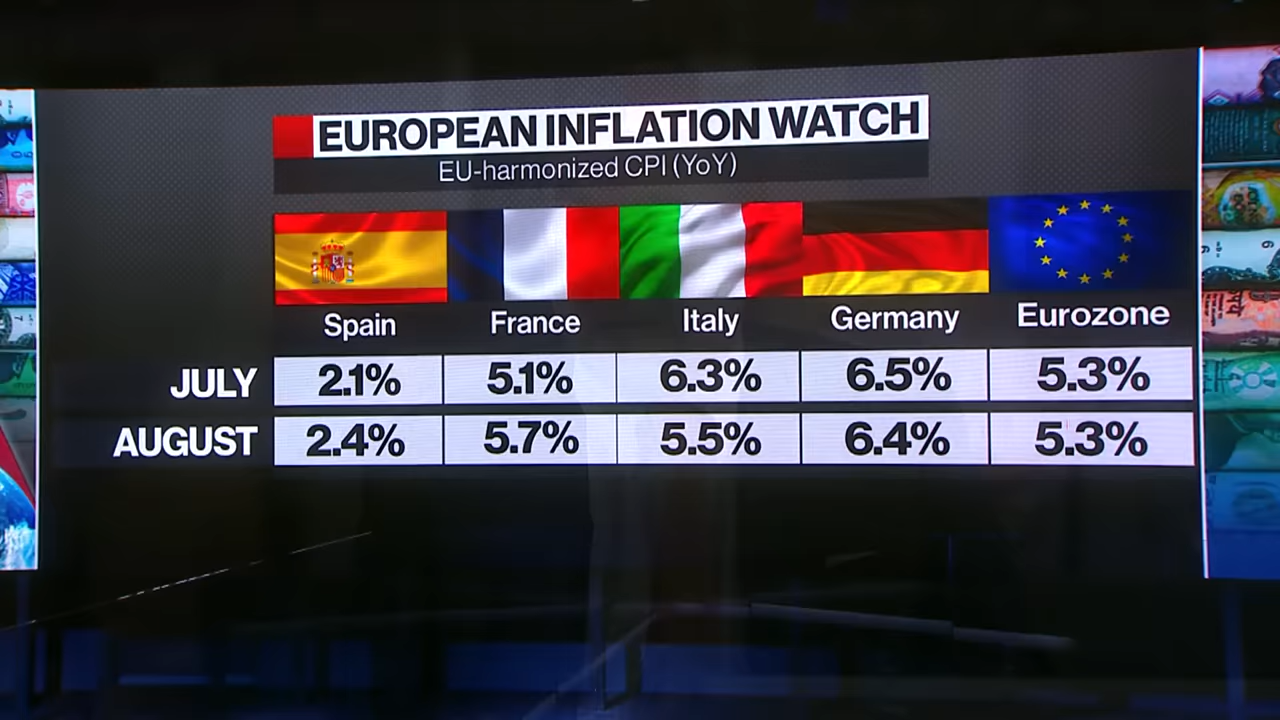 EUROPEAN INFLATION WATCH
EU-harmonized CPI (YoY)
Spain France Italy Germany Eurozone
JULY 2.1% 5.1% 6.3% 6.5% 5.3%
AUGUST 2.4% 5.7% 5.5% 6.4% 5.3%